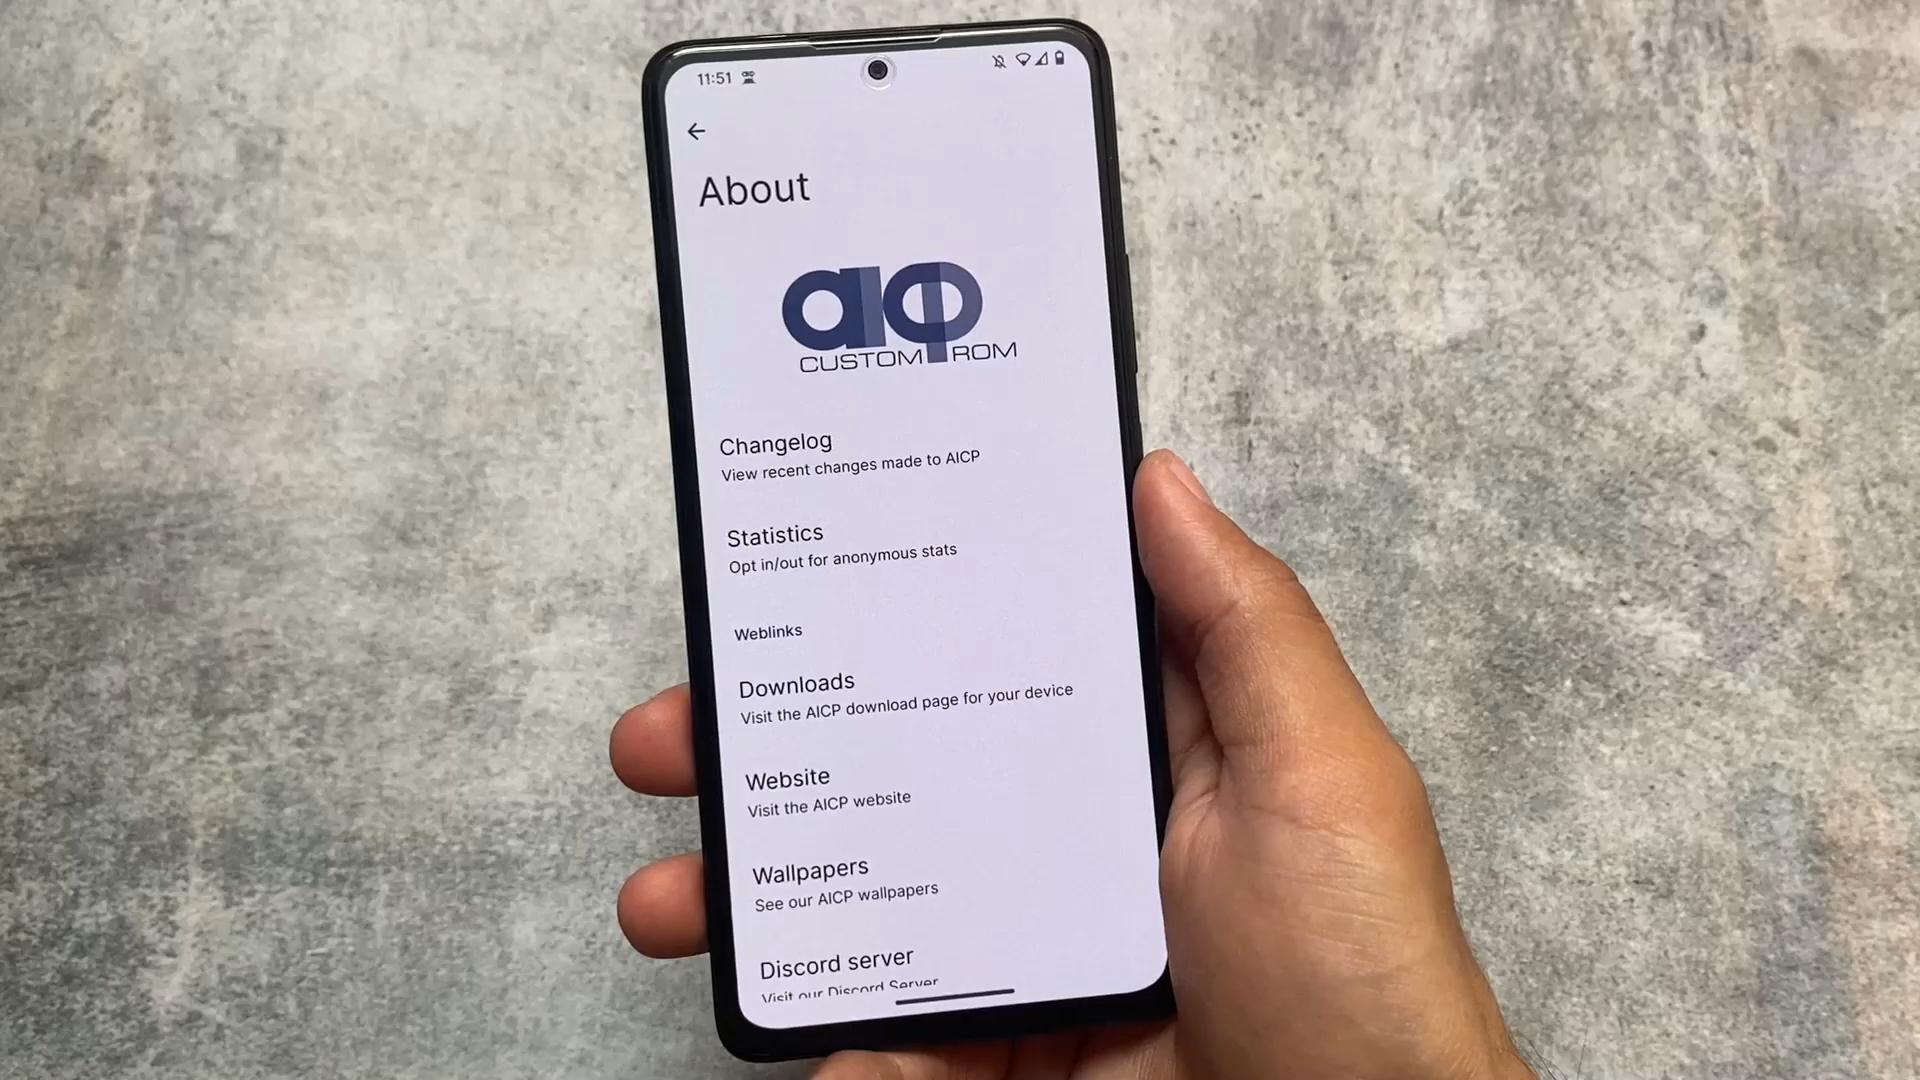 11:51
About
aicp
CUSTOM ROM
Changelog
View recent changes made to AICP
Statistics
Opt in/out for anonymous stats
Weblinks
Downloads
Visit the AICP download page for your device
Website
Visit the AICP website
Wallpapers
See our AICP wallpapers
Discord server
Visit our Discord Server